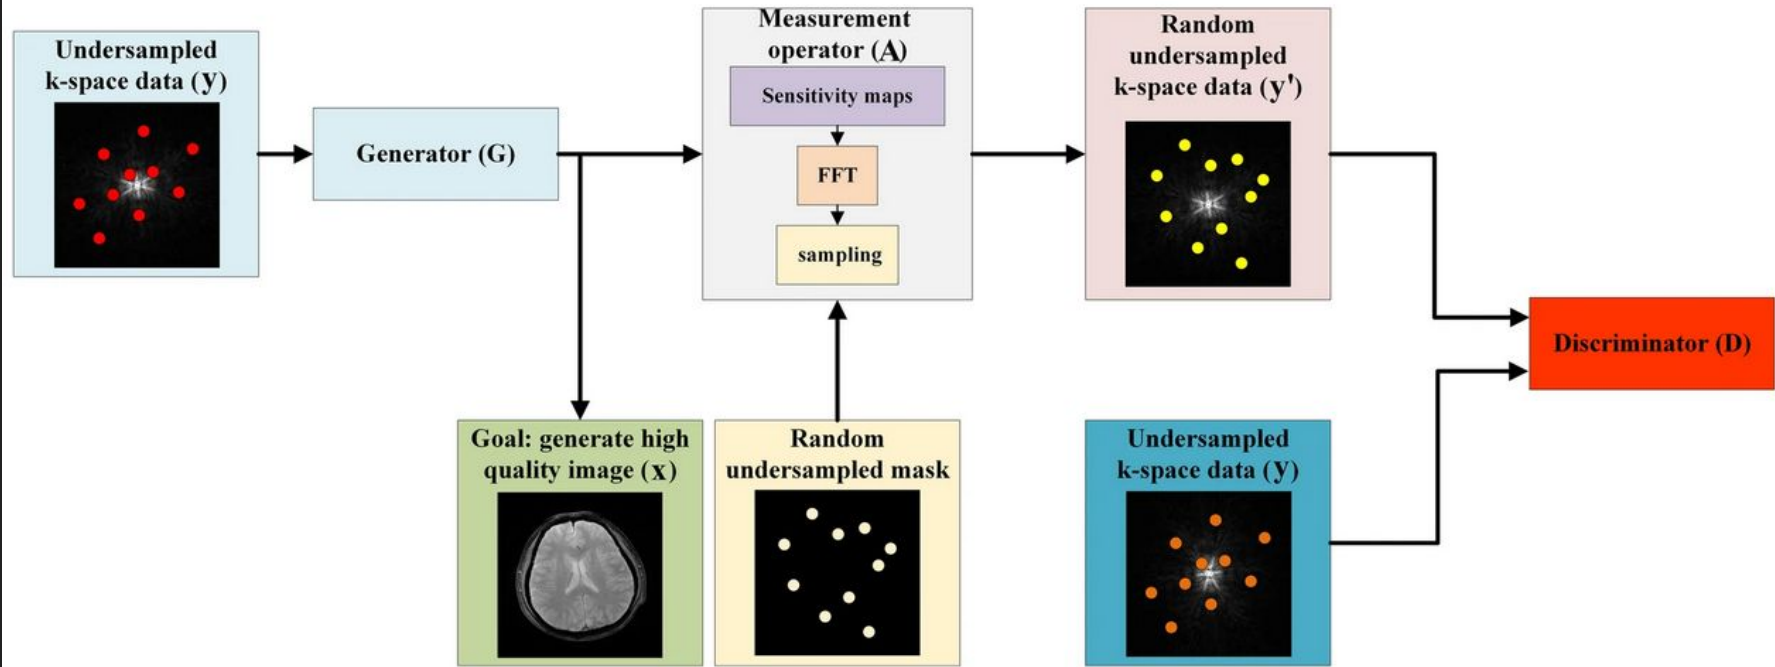 Undersampled
k-space data (y)
Generator (G)
Measurement
operator (A)
Sensitivity maps
FFT
sampling
Random
undersampled
k-space data (y')
Discriminator (D)
Goal: generate high
quality image (x)
Random
undersampled mask
Undersampled
k-space data (y)